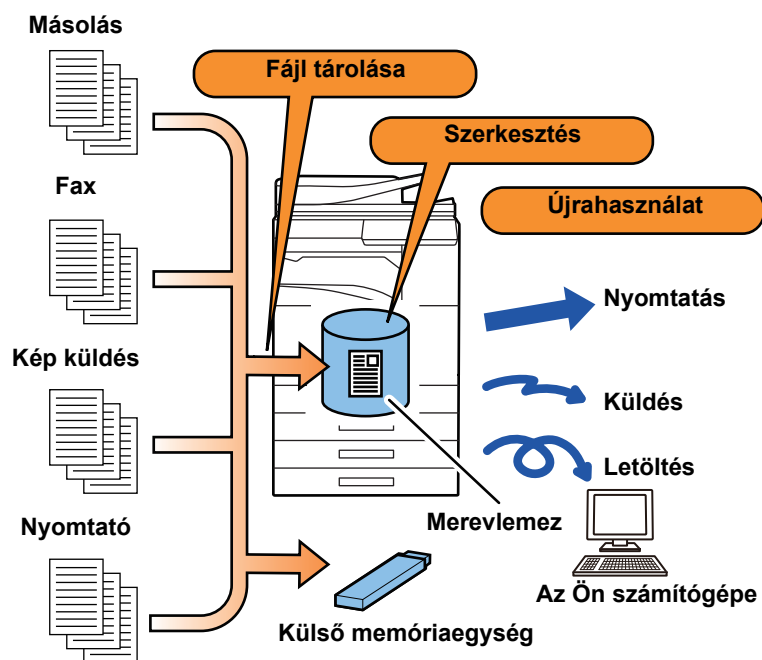 Másolás
Fájl tárolása
Szerkesztés
Fax
Újrahasználat
Nyomtatás
Kép küldés
Küldés
Letöltés
Merevlemez
Nyomtató
Az Ön számítógépe
Külső memóriaegység